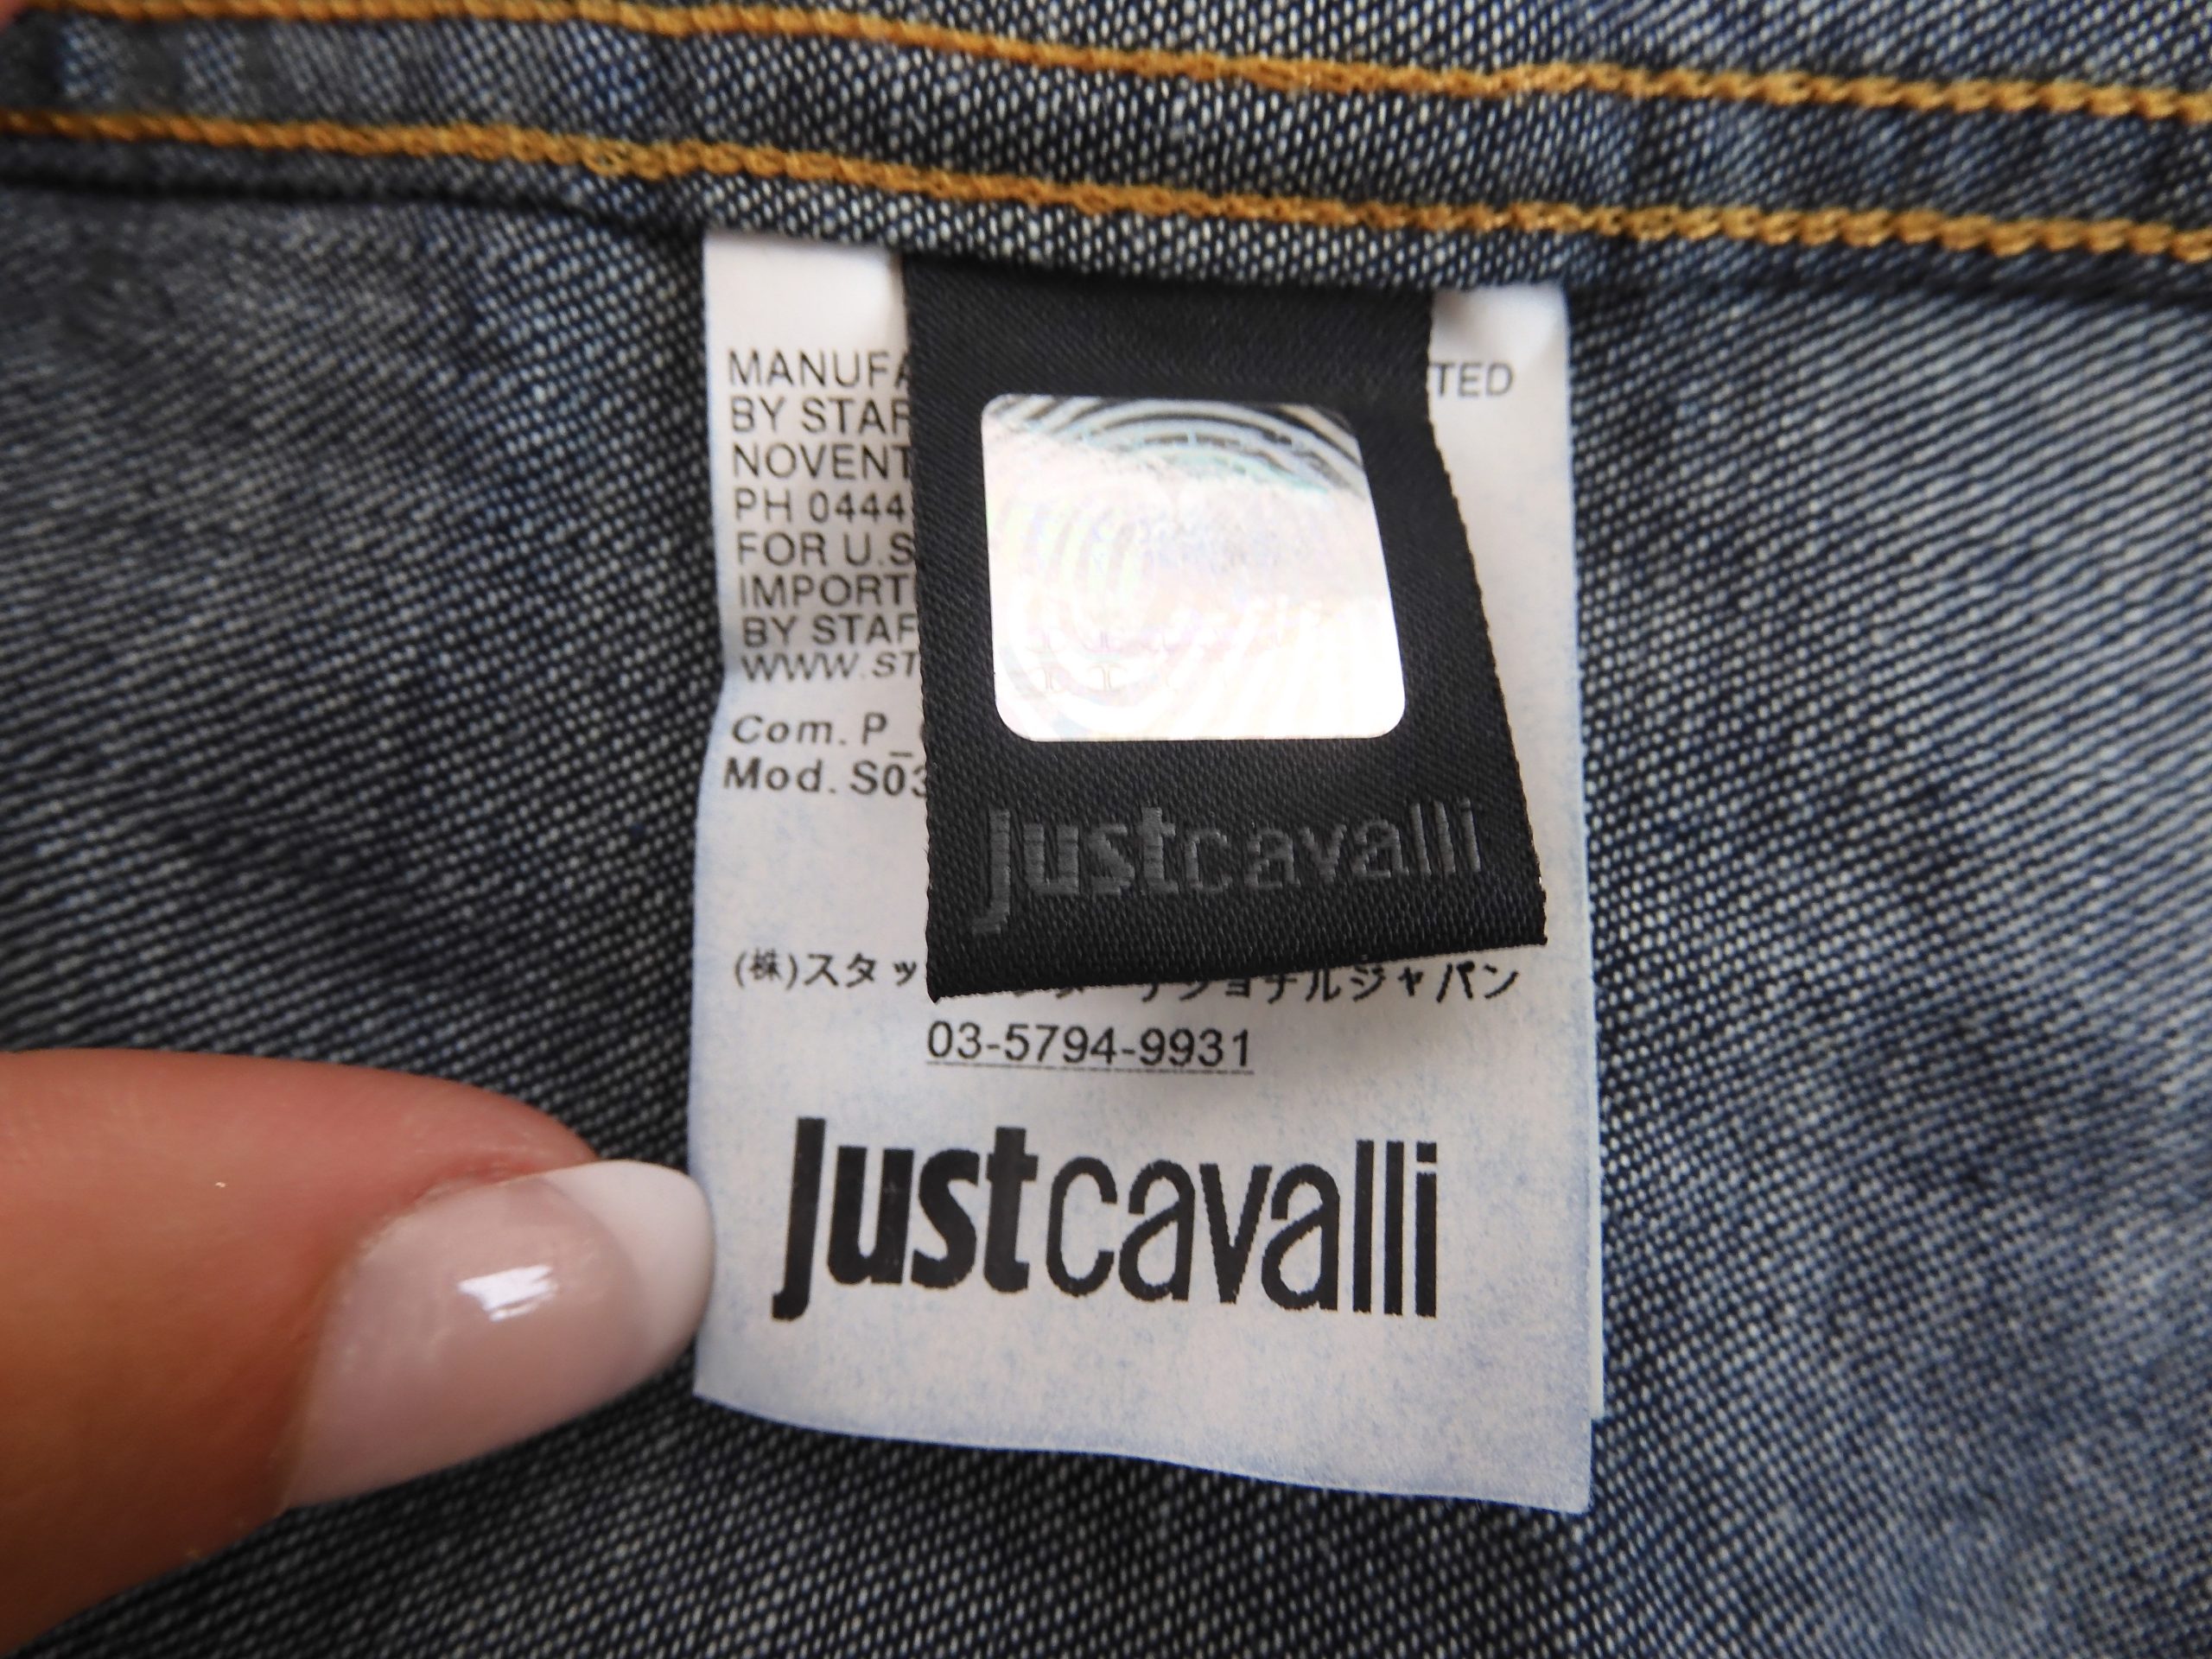 MANUFA TED
BY STAF
NOVENT
PH 0444
FOR U.S
IMPORT
BY STAF
WWW.ST
Com. P_
Mod. S03
justcavalli
(株)スタッ ナショナルジャパン
03-5794-9931
justcavalli